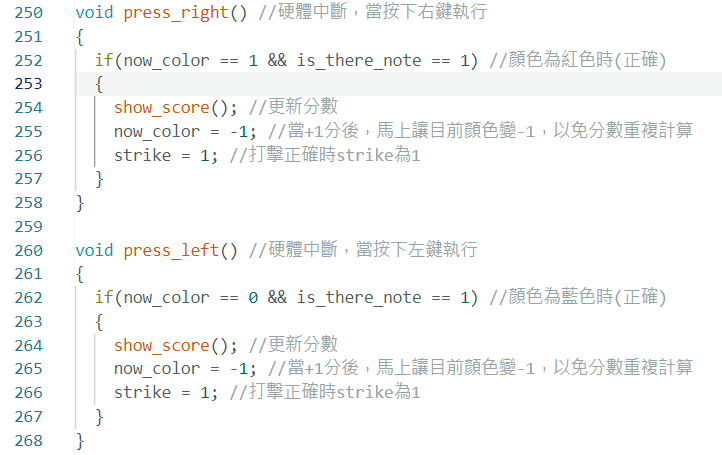 250 void press_right() //硬體中斷，當按下右鍵執行
251 {
252   if(now_color == 1 && is_there_note == 1) //顏色為紅色時(正確)
253   {
254     show_score(); //更新分數
255     now_color = -1; //當+1分後，馬上讓目前顏色變-1，以免分數重複計算
256     strike = 1; //打擊正確時strike為1
257   }
258 }
259
260 void press_left() //硬體中斷，當按下左鍵執行
261 {
262   if(now_color == 0 && is_there_note == 1) //顏色為藍色時(正確)
263   {
264     show_score(); //更新分數
265     now_color = -1; //當+1分後，馬上讓目前顏色變-1，以免分數重複計算
266     strike = 1; //打擊正確時strike為1
267   }
268 }